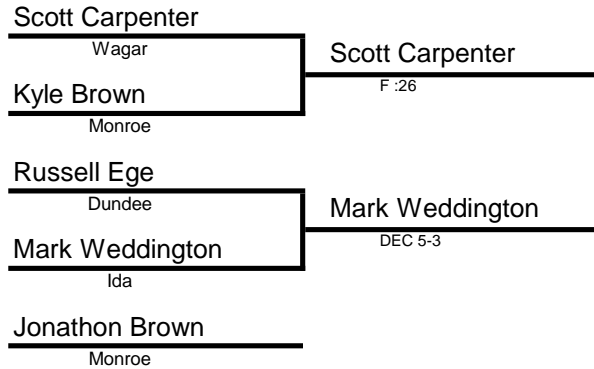 Scott Carpenter
Wagar
Scott Carpenter
F :26
Kyle Brown
Monroe
Russell Ege
Dundee
Mark Weddington
DEC 5-3
Mark Weddington
Ida
Jonathon Brown
Monroe